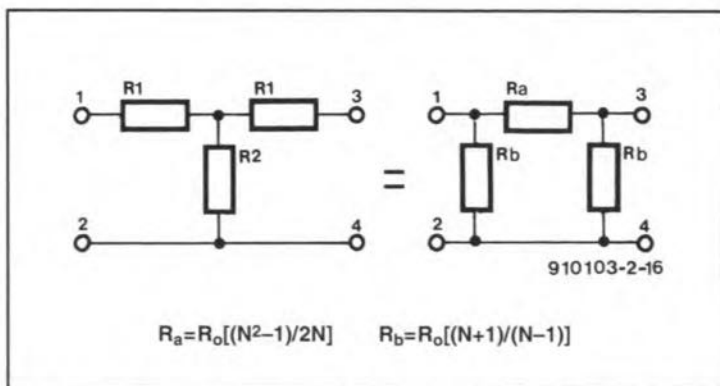 R1 R1
1 3
R2
2 4
=
Ra
1 3
Rb Rb
2 4
910103-2-16
Ra=Ro[(N²–1)/2N] Rb=Ro[(N+1)/(N–1)]